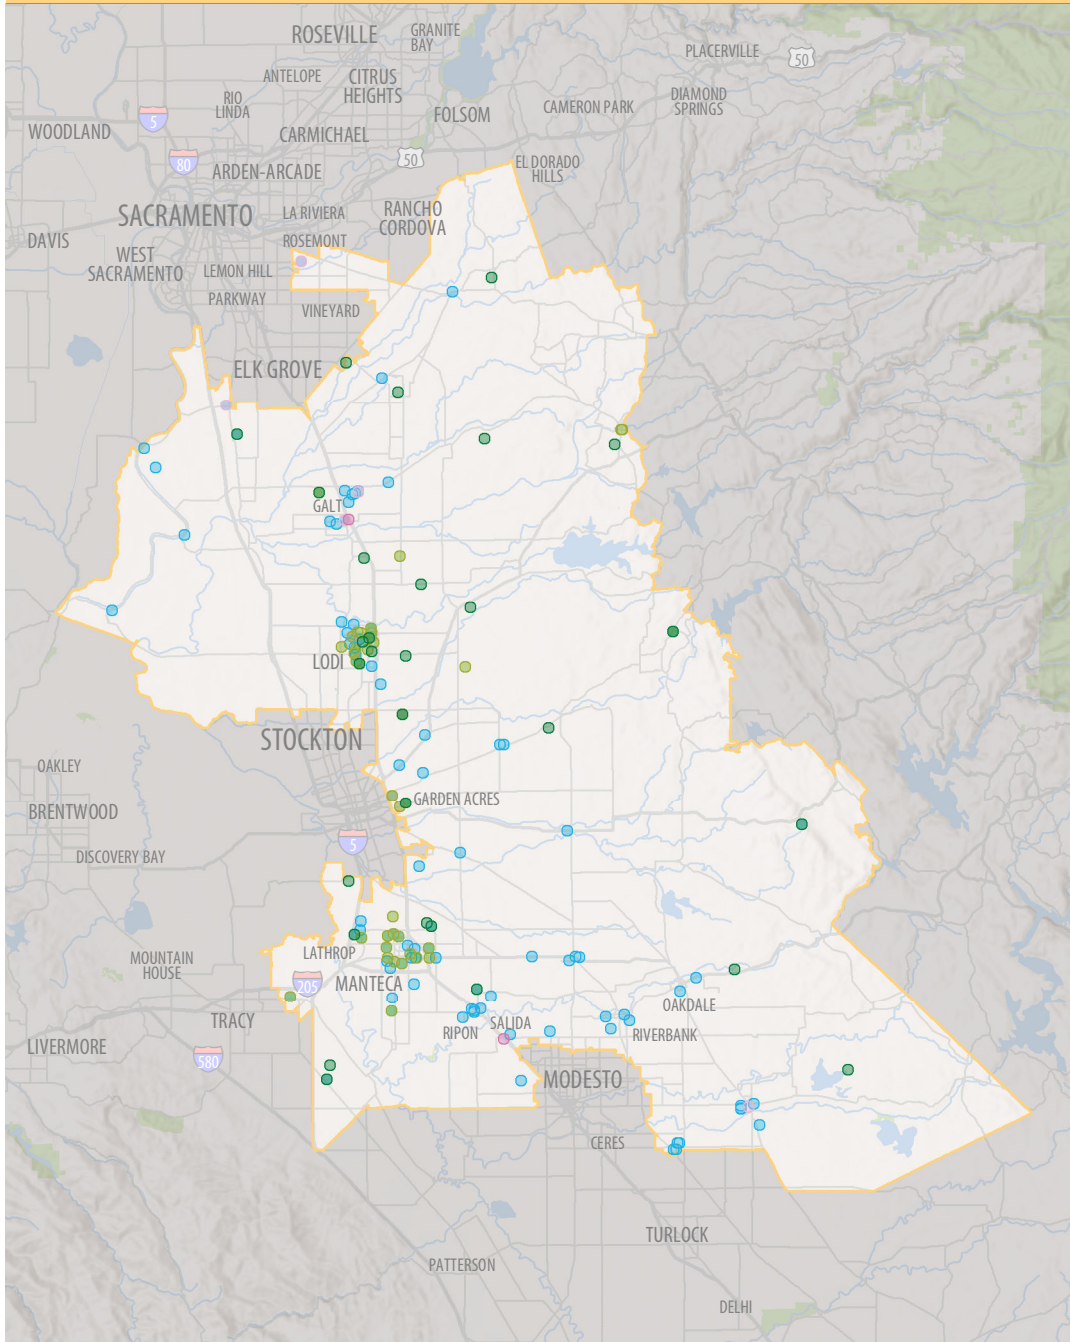 ROSEVILLE
GRANITE
BAY
PLACERVILLE
50
ANTELOPE
CITRUS
HEIGHTS
RIO
LINDA
DIAMOND
SPRINGS
CAMERON PARK
FOLSOM
5
WOODLAND
CARMICHAEL
80
50
ARDEN-ARCADE
EL DORADO
HILLS
SACRAMENTO
LA RIVIERA
RANCHO
CORDOVA
DAVIS
ROSEMONT
WEST
SACRAMENTO
LEMON HILL
PARKWAY
VINEYARD
ELK GROVE
GALT
LODI
STOCKTON
OAKLEY
GARDEN ACRES
BRENTWOOD
5
DISCOVERY BAY
LATHROP
MOUNTAIN
HOUSE
MANTECA
205
OAKDALE
TRACY
SALIDA
RIPON
RIVERBANK
LIVERMORE
580
MODESTO
CERES
TURLOCK
PATTERSON
DELHI